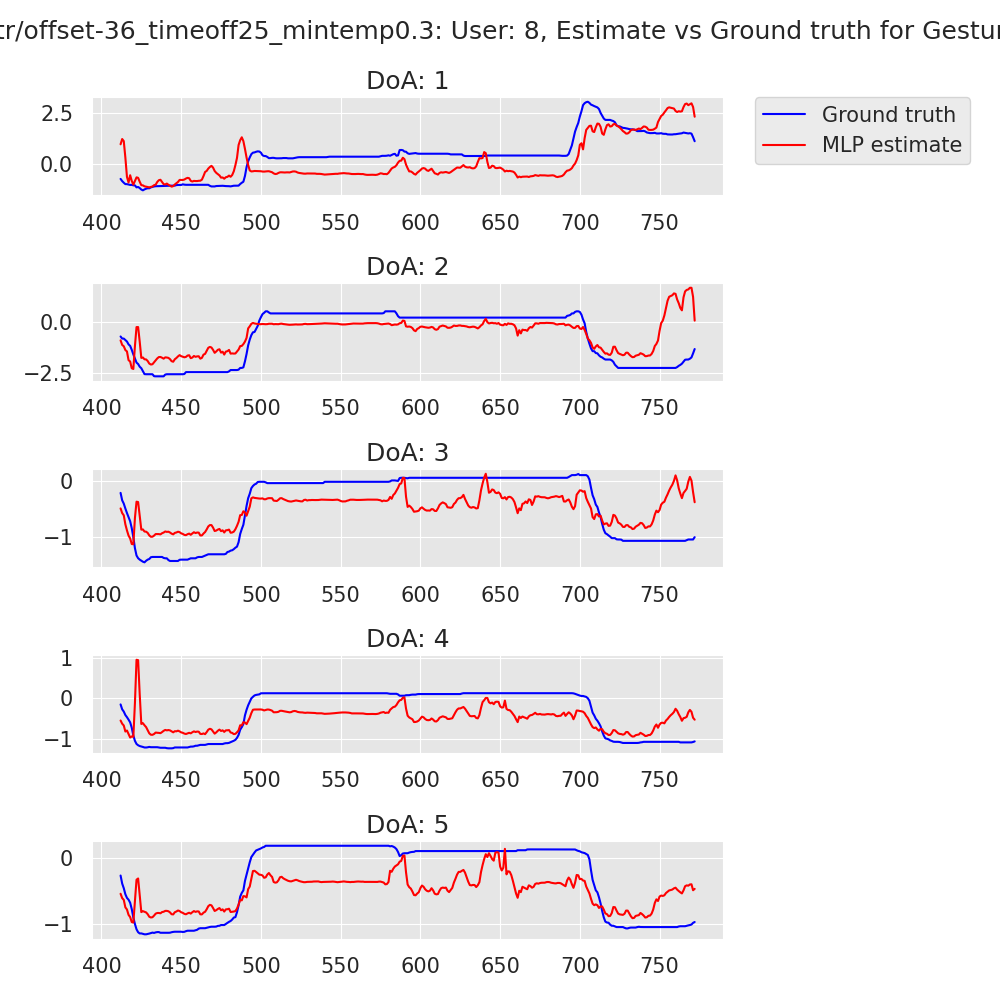 tr/offset-36_timeoff25_mintemp0.3: User: 8, Estimate vs Ground truth for Gestur
DoA: 1
2.5
0.0
400 450 500 550 600 650 700 750
Ground truth
MLP estimate
DoA: 2
0.0
−2.5
400 450 500 550 600 650 700 750
DoA: 3
0
−1
400 450 500 550 600 650 700 750
DoA: 4
1
0
−1
400 450 500 550 600 650 700 750
DoA: 5
0
−1
400 450 500 550 600 650 700 750